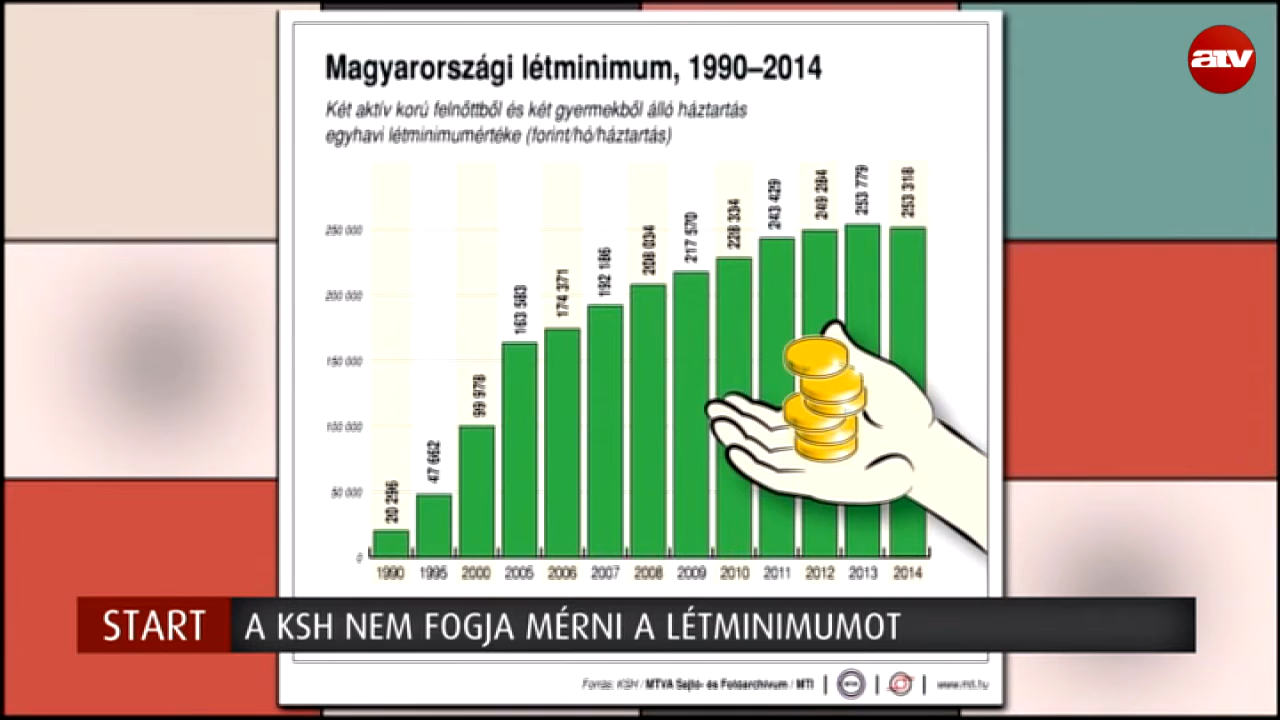 atv
Magyarországi létminimum, 1990–2014
Két aktív korú felnőttből és két gyermekből álló háztartás
egyhavi létminimumértéke (forint/hó/háztartás)
250 000
200 000
150 000
100 000
50 000
0
20 296
47 662
99 978
163 583
174 371
192 186
208 034
217 570
228 334
243 429
249 284
253 779
253 318
1990 1995 2000 2005 2006 2007 2008 2009 2010 2011 2012 2013 2014
START A KSH NEM FOGJA MÉRNI A LÉTMINIMUMOT
Forrás: KSH / MTVA Sajtó- és Fotoarchívum / MTI | | | www.mti.hu